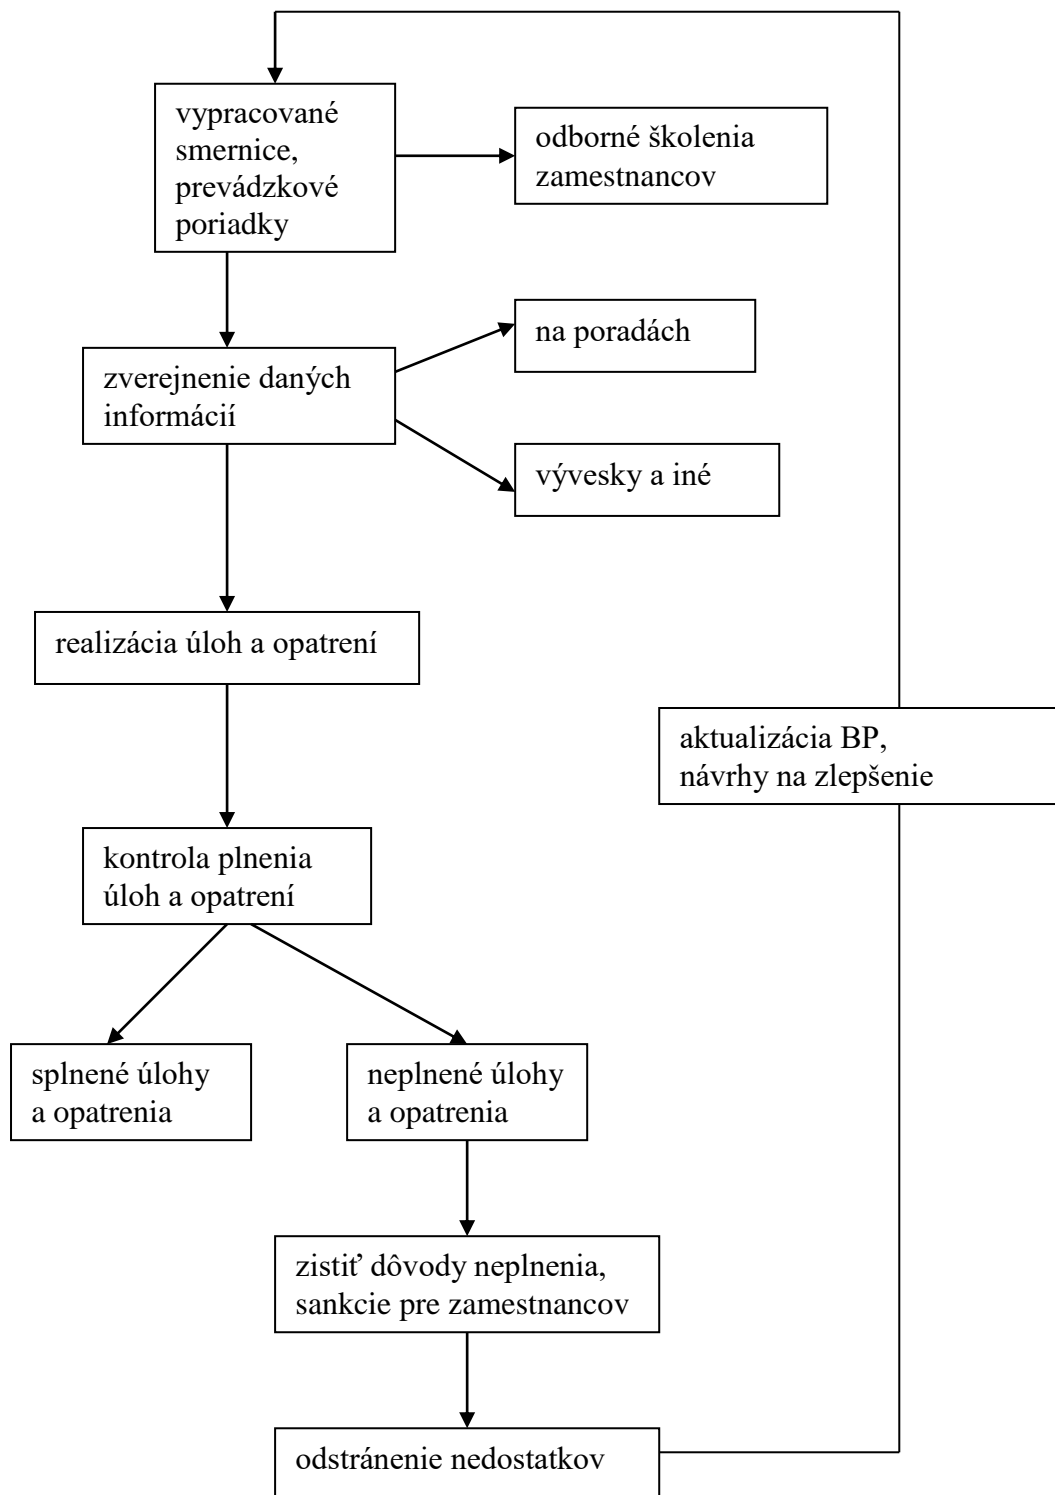 vypracované
smernice,
prevádzkové
poriadky
odborné školenia
zamestnancov
zverejnenie daných
informácií
na poradách
vývesky a iné
realizácia úloh a opatrení
aktualizácia BP,
návrhy na zlepšenie
kontrola plnenia
úloh a opatrení
splnené úlohy
a opatrenia
neplnené úlohy
a opatrenia
zistiť dôvody neplnenia,
sankcie pre zamestnancov
odstránenie nedostatkov